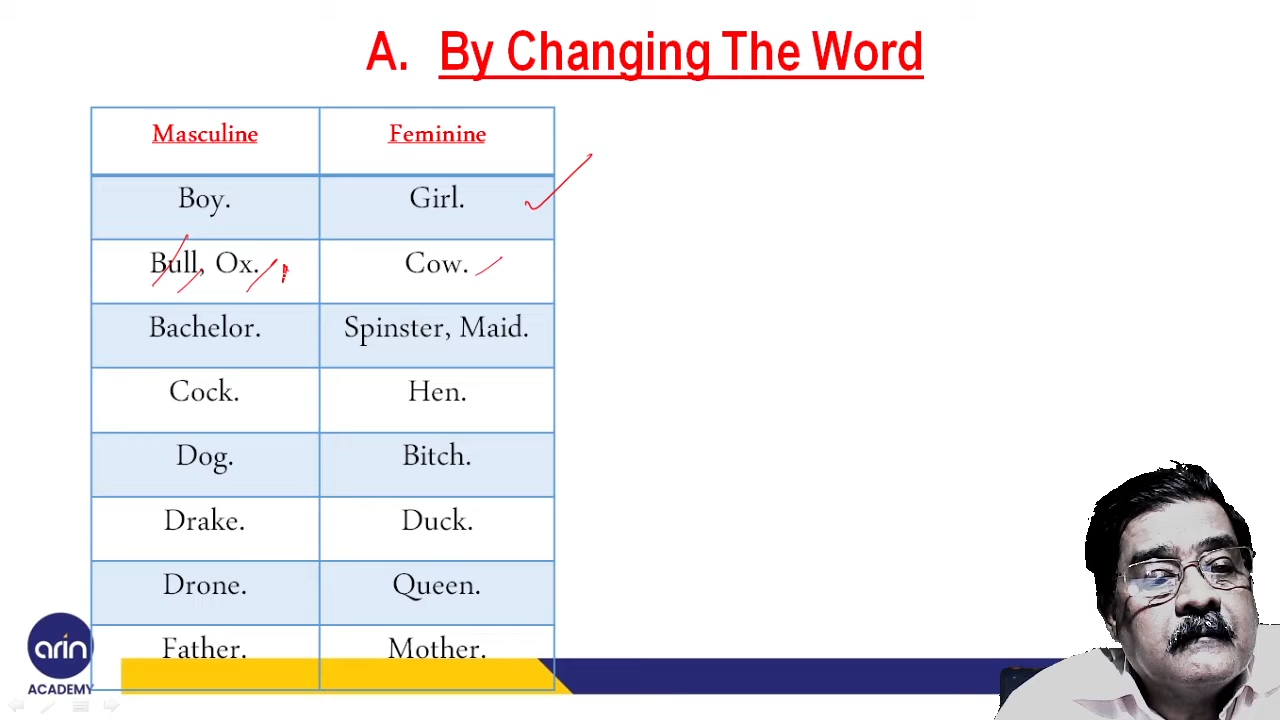 A. By Changing The Word
Masculine Feminine
Boy. Girl.
Bull, Ox. Cow.
Bachelor. Spinster, Maid.
Cock. Hen.
Dog. Bitch.
Drake. Duck.
Drone. Queen.
Father. Mother.
arin
ACADEMY